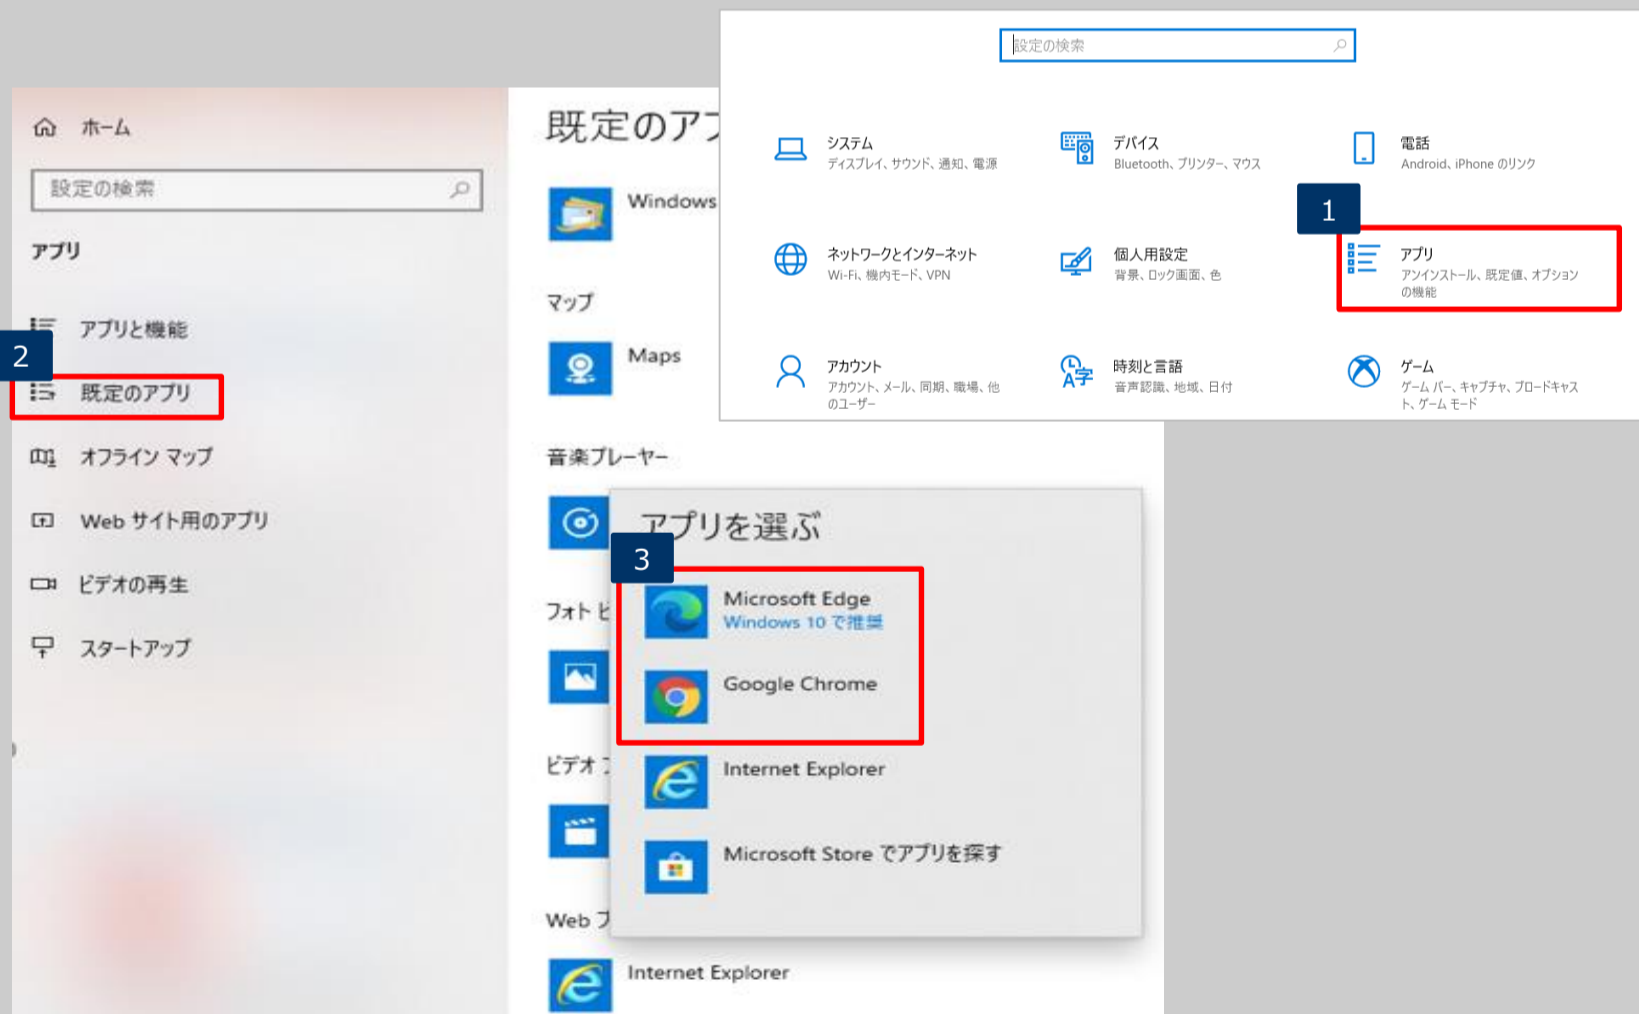 設定の検索
システム
ディスプレイ、サウンド、通知、電源
デバイス
Bluetooth、プリンター、マウス
電話
Android、iPhone のリンク
1
ネットワークとインターネット
Wi-Fi、機内モード、VPN
個人用設定
背景、ロック画面、色
アプリ
アンインストール、既定値、オプション
の機能
アカウント
アカウント、メール、同期、職場、他
のユーザー
時刻と言語
音声認識、地域、日付
ゲーム
ゲーム バー、キャプチャ、ブロードキャス
ト、ゲーム モード
ホーム
設定の検索
アプリ
アプリと機能
2
既定のアプリ
オフライン マップ
Web サイト用のアプリ
ビデオの再生
スタートアップ
既定のアプ
Windows
マップ
Maps
音楽プレーヤー
フォト ビ
ビデオ フ
Web ブ
Internet Explorer
アプリを選ぶ
3
Microsoft Edge
Windows 10 で推奨
Google Chrome
Internet Explorer
Microsoft Store でアプリを探す